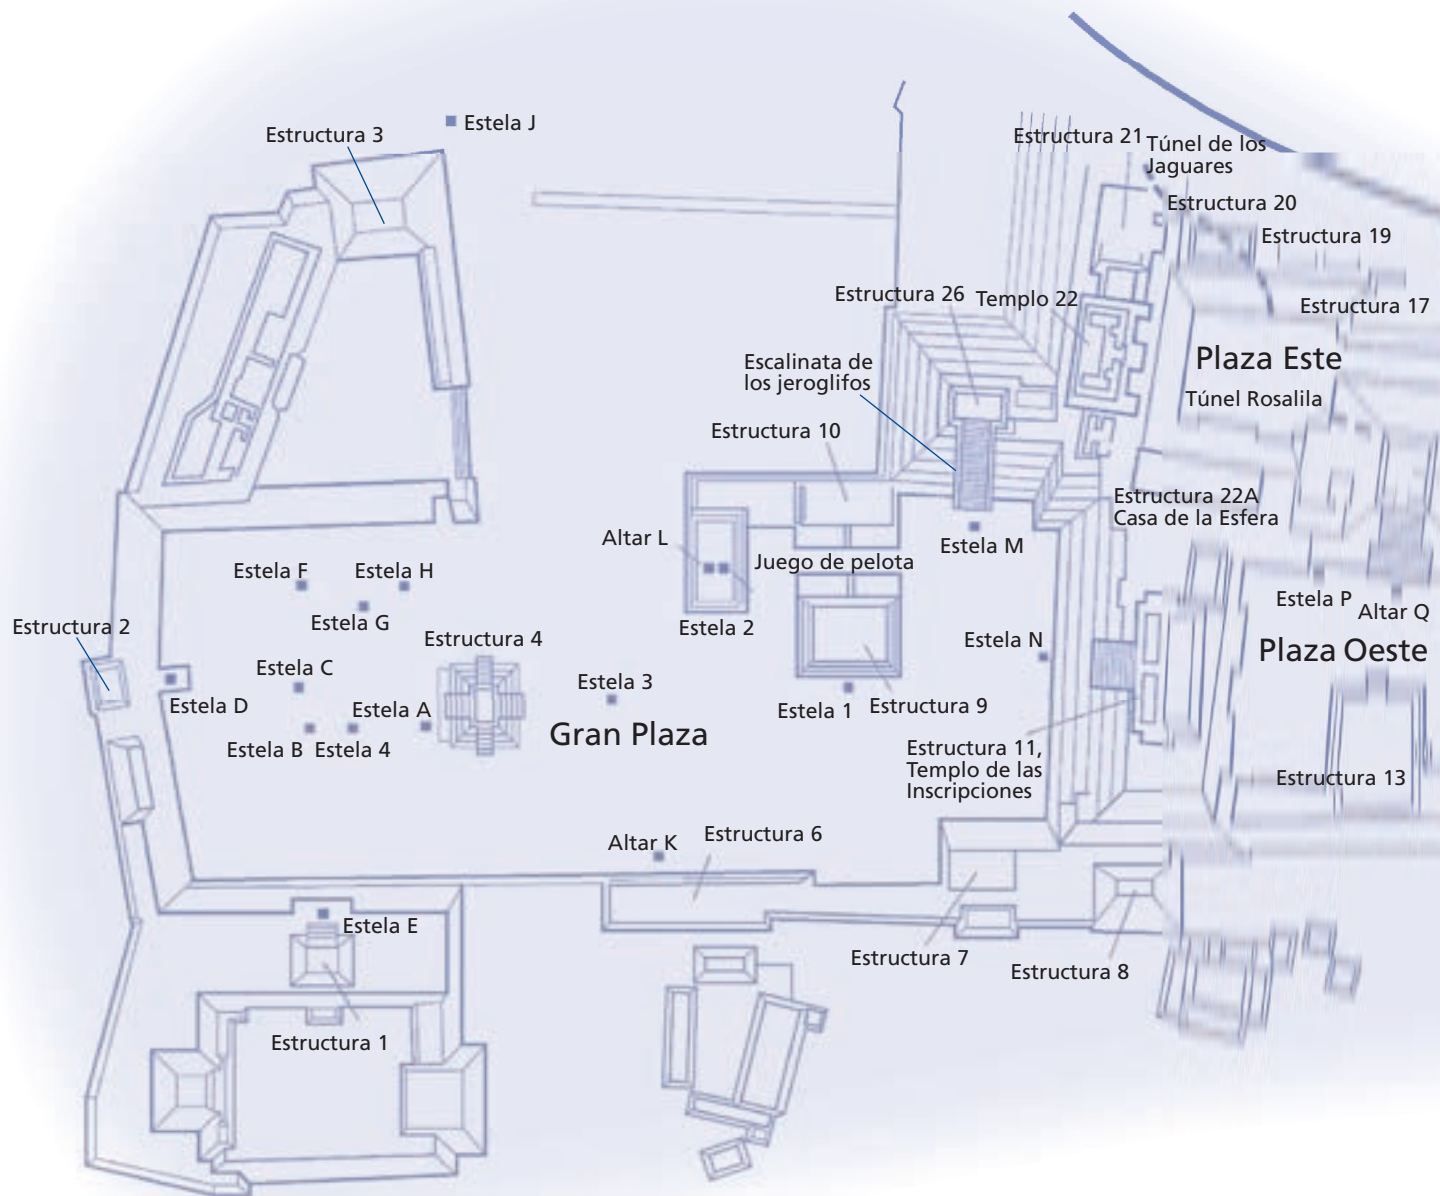 Estela J
Estructura 3
Estructura 21
Túnel de los
Jaguares
Estructura 20
Estructura 19
Estructura 26
Templo 22
Estructura 17
Escalinata de
los jeroglifos
Plaza Este
Túnel Rosalila
Estructura 10
Estructura 22A
Casa de la Esfera
Altar L
Estela M
Juego de pelota
Estela F
Estela H
Estela G
Estructura 2
Estructura 4
Estela 2
Estela N
Estela P
Altar Q
Plaza Oeste
Estela C
Estela D
Estela A
Estela 3
Estela 1
Estructura 9
Estela B
Estela 4
Gran Plaza
Estructura 11,
Templo de las
Inscripciones
Estructura 13
Altar K
Estructura 6
Estela E
Estructura 7
Estructura 8
Estructura 1